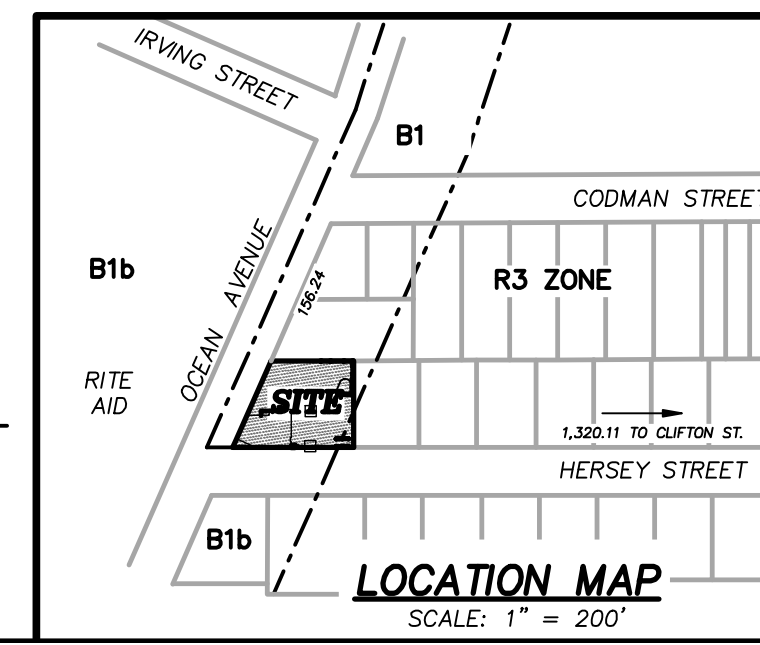 IRVING STREET
B1
CODMAN STREET
B1b
OCEAN AVENUE
156.24
R3 ZONE
RITE
AID
SITE
1,320.11 TO CLIFTON ST.
HERSEY STREET
B1b
LOCATION MAP
SCALE: 1" = 200'